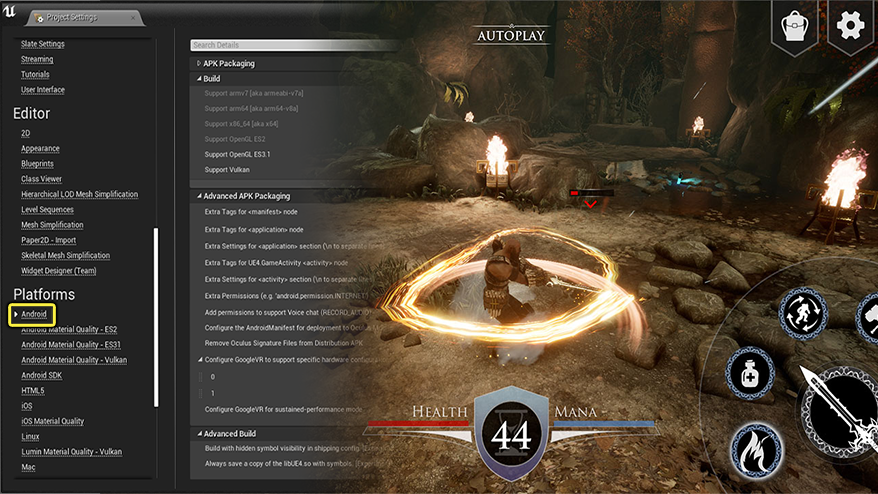 Project Settings
Slate Settings
Streaming
Tutorials
User Interface
Editor
2D
Appearance
Blueprints
Class Viewer
Hierarchical LOD Mesh Simplification
Level Sequences
Mesh Simplification
Paper2D - Import
Skeletal Mesh Simplification
Widget Designer (Team)
Platforms
Android
Android Material Quality - ES2
Android Material Quality - ES31
Android Material Quality - Vulkan
Android SDK
HTML5
iOS
iOS Material Quality
Linux
Lumin Material Quality - Vulkan
Mac
Search Details
APK Packaging
Build
Support armv7 [aka armeabi-v7a]
Support arm64 [aka arm64-v8a]
Support x86_64 [aka x64]
Support OpenGL ES2
Support OpenGL ES3.1
Support Vulkan
Advanced APK Packaging
Extra Tags for <manifest> node
Extra Tags for <application> node
Extra Settings for <application> section (\n to separate
Extra Tags for UE4.GameActivity <activity> node
Extra Settings for <activity> section (\n to separate
Extra Permissions (e.g. 'android.permission.INTERNET')
Add permissions to support Voice chat (RECORD_AUDIO)
Configure the AndroidManifest for deployment to Oculus
Remove Oculus Signature Files from Distribution APK
Configure GoogleVR to support specific hardware
0
1
Configure GoogleVR for sustained-performance mode
Advanced Build
Build with hidden symbol visibility in shipping config.
Always save a copy of the libUE4.so with symbols.
AUTOPLAY
HEALTH
44
MANA